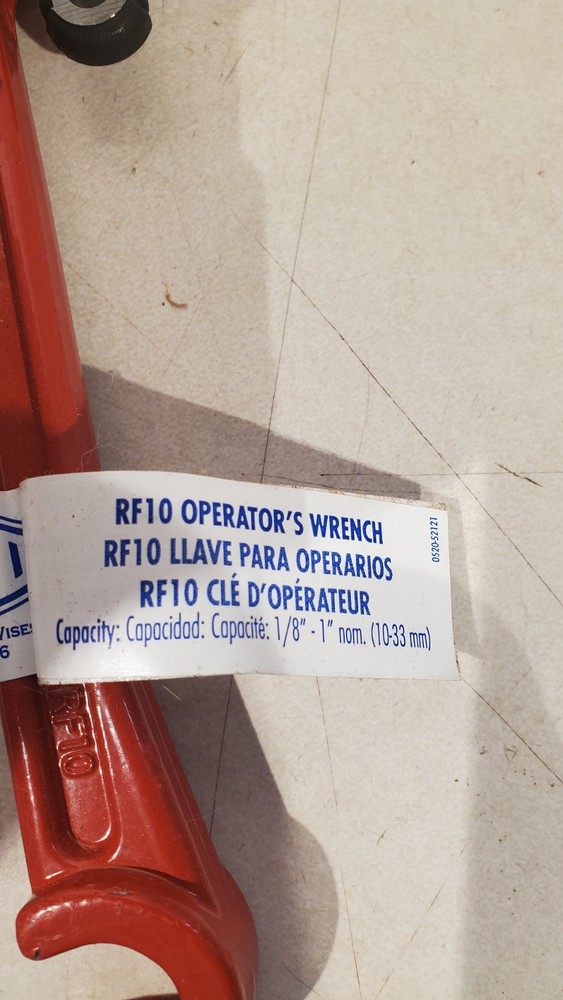 RF10 OPERATOR'S WRENCH
RF10 LLAVE PARA OPERARIOS
RF10 CLÉ D'OPÉRATEUR
Capacity: Capacidad: Capacité: 1/8" - 1" nom. (10-33 mm)
0520-52121
VISES
6
RF10